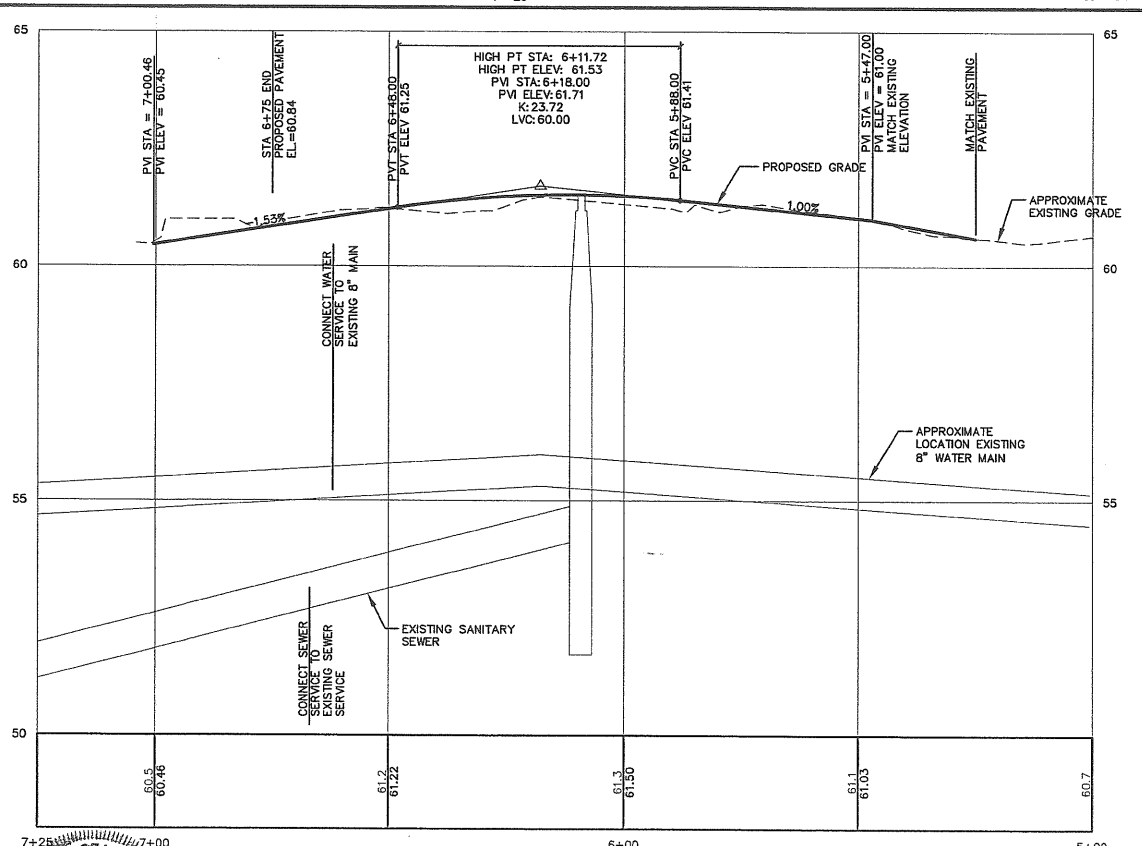 65
65
HIGH PT STA: 6+11.72
HIGH PT ELEV: 61.53
PVI STA: 6+18.00
PVI ELEV: 61.71
K: 23.72
LVC: 60.00
PVI STA = 7+00.46
PVI ELEV = 60.45
STA 6+75 END
PROPOSED PAVEMENT
EL=60.84
PVT STA 6+48.00
PVT ELEV 61.25
PVC STA 5+88.00
PVC ELEV 61.41
PVI STA = 5+47.00
PVI ELEV = 61.00
MATCH EXISTING
ELEVATION
MATCH EXISTING
PAVEMENT
PROPOSED GRADE
APPROXIMATE
EXISTING GRADE
1.53%
1.00%
60
60
CONNECT WATER
SERVICE TO
EXISTING 8" MAIN
APPROXIMATE
LOCATION EXISTING
8" WATER MAIN
55
55
EXISTING SANITARY
SEWER
CONNECT SEWER
SERVICE TO
EXISTING SEWER
SERVICE
50
60.5
60.46
61.2
61.22
61.3
61.50
61.1
61.03
60.7
7+25
7+00
6+00
5+00